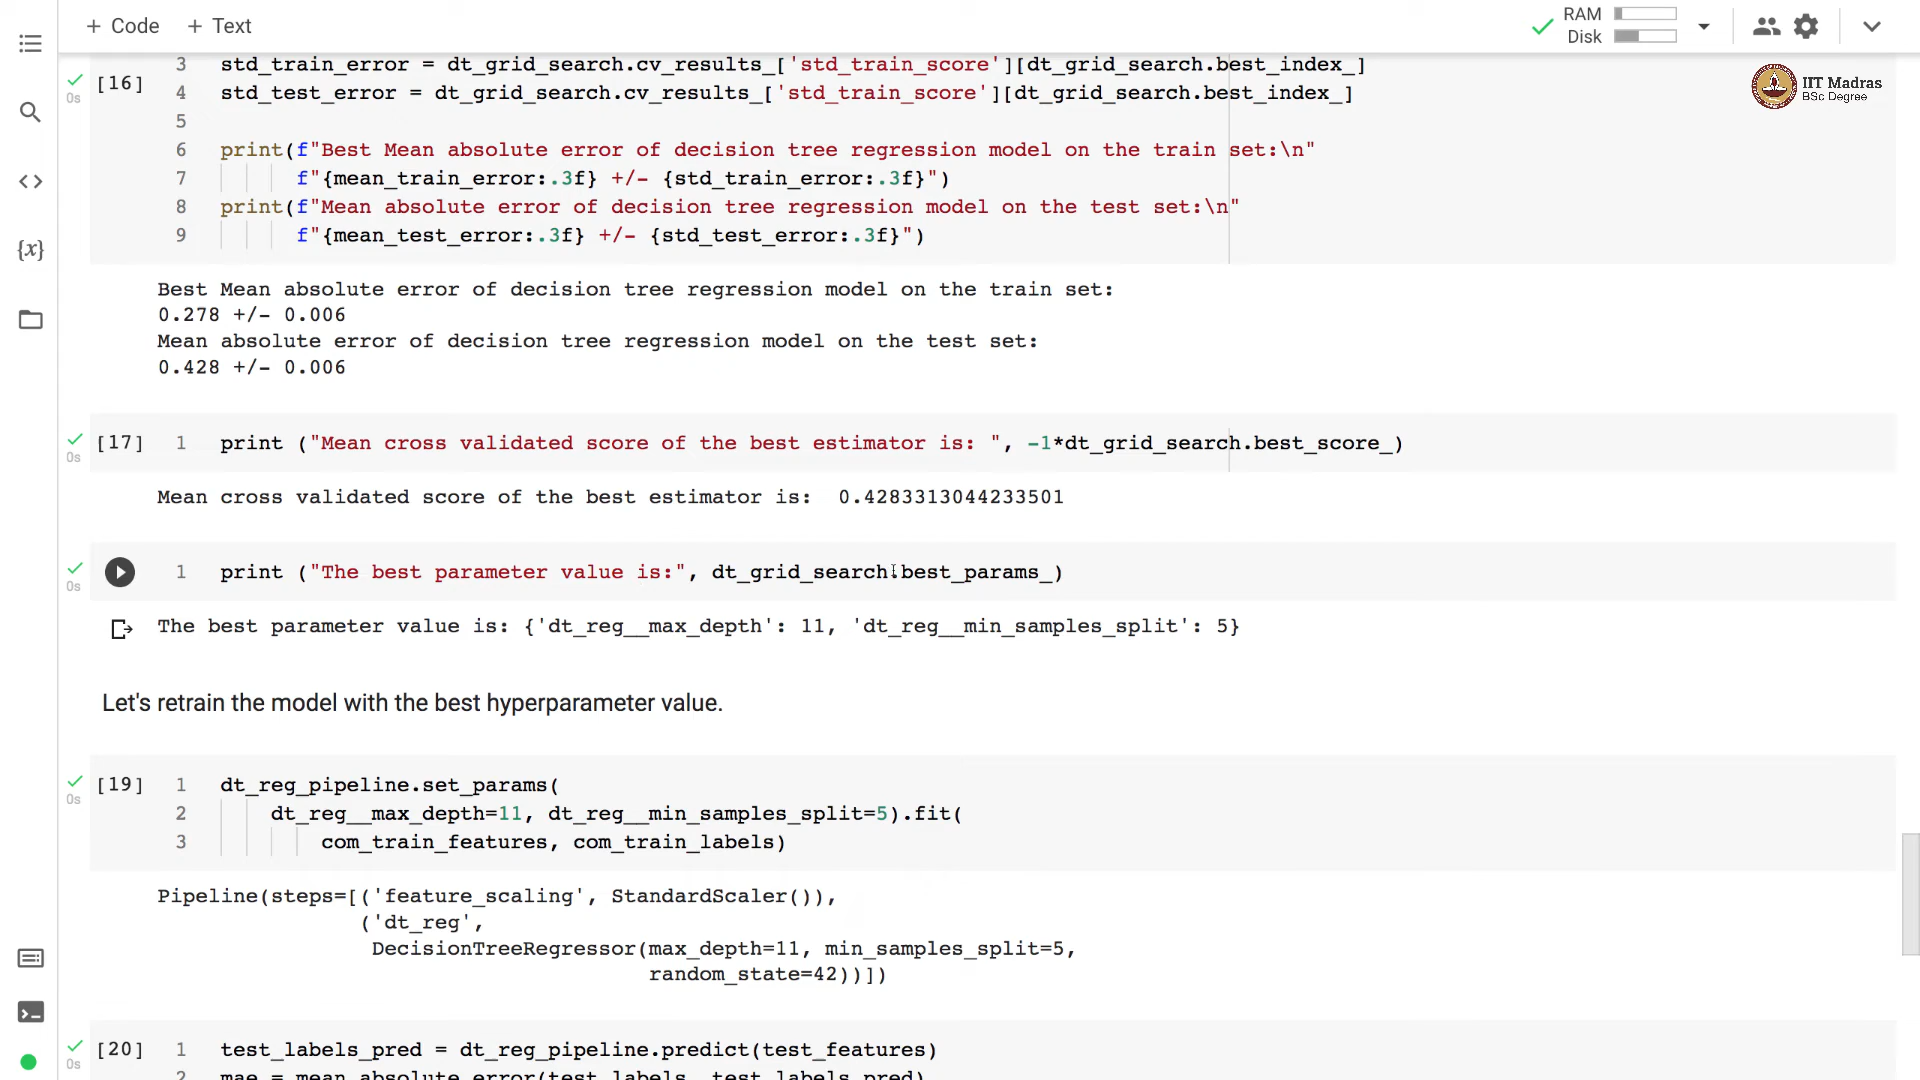 + Code + Text
RAM
Disk
IIT Madras
BSc Degree
[16]
0s
3 std_train_error = dt_grid_search.cv_results_['std_train_score'][dt_grid_search.best_index_]
4 std_test_error = dt_grid_search.cv_results_['std_train_score'][dt_grid_search.best_index_]
5
6 print(f"Best Mean absolute error of decision tree regression model on the train set:\n"
7 f"{mean_train_error:.3f} +/- {std_train_error:.3f}")
8 print(f"Mean absolute error of decision tree regression model on the test set:\n"
9 f"{mean_test_error:.3f} +/- {std_test_error:.3f}")
Best Mean absolute error of decision tree regression model on the train set:
0.278 +/- 0.006
Mean absolute error of decision tree regression model on the test set:
0.428 +/- 0.006
[17] 1 print ("Mean cross validated score of the best estimator is: ", -1*dt_grid_search.best_score_)
0s
Mean cross validated score of the best estimator is:  0.4283313044233501
1 print ("The best parameter value is:", dt_grid_search.best_params_)
0s
The best parameter value is: {'dt_reg__max_depth': 11, 'dt_reg__min_samples_split': 5}
Let's retrain the model with the best hyperparameter value.
[19] 1 dt_reg_pipeline.set_params(
0s
2 dt_reg__max_depth=11, dt_reg__min_samples_split=5).fit(
3 com_train_features, com_train_labels)
Pipeline(steps=[('feature_scaling', StandardScaler()),
('dt_reg',
DecisionTreeRegressor(max_depth=11, min_samples_split=5,
random_state=42))])
[20] 1 test_labels_pred = dt_reg_pipeline.predict(test_features)
0s
2 mae = mean_absolute_error(test_labels, test_labels_pred)
{x}